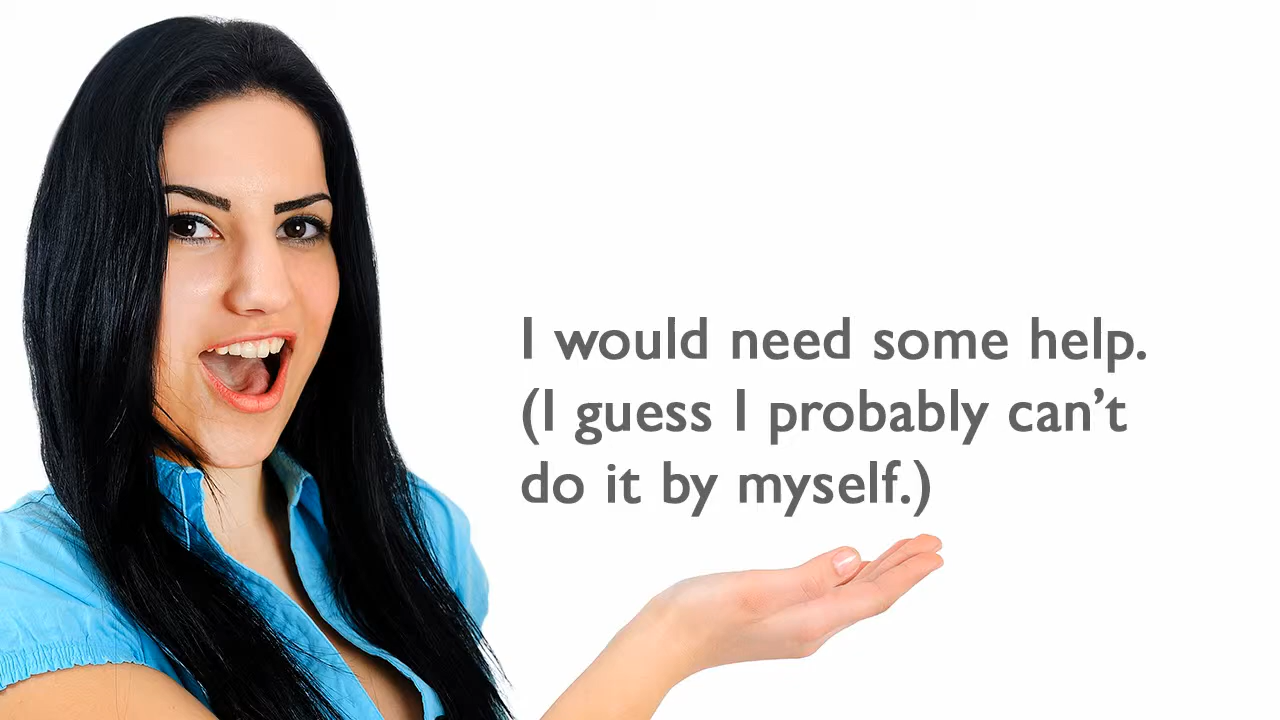 I would need some help.
(I guess I probably can’t
do it by myself.)